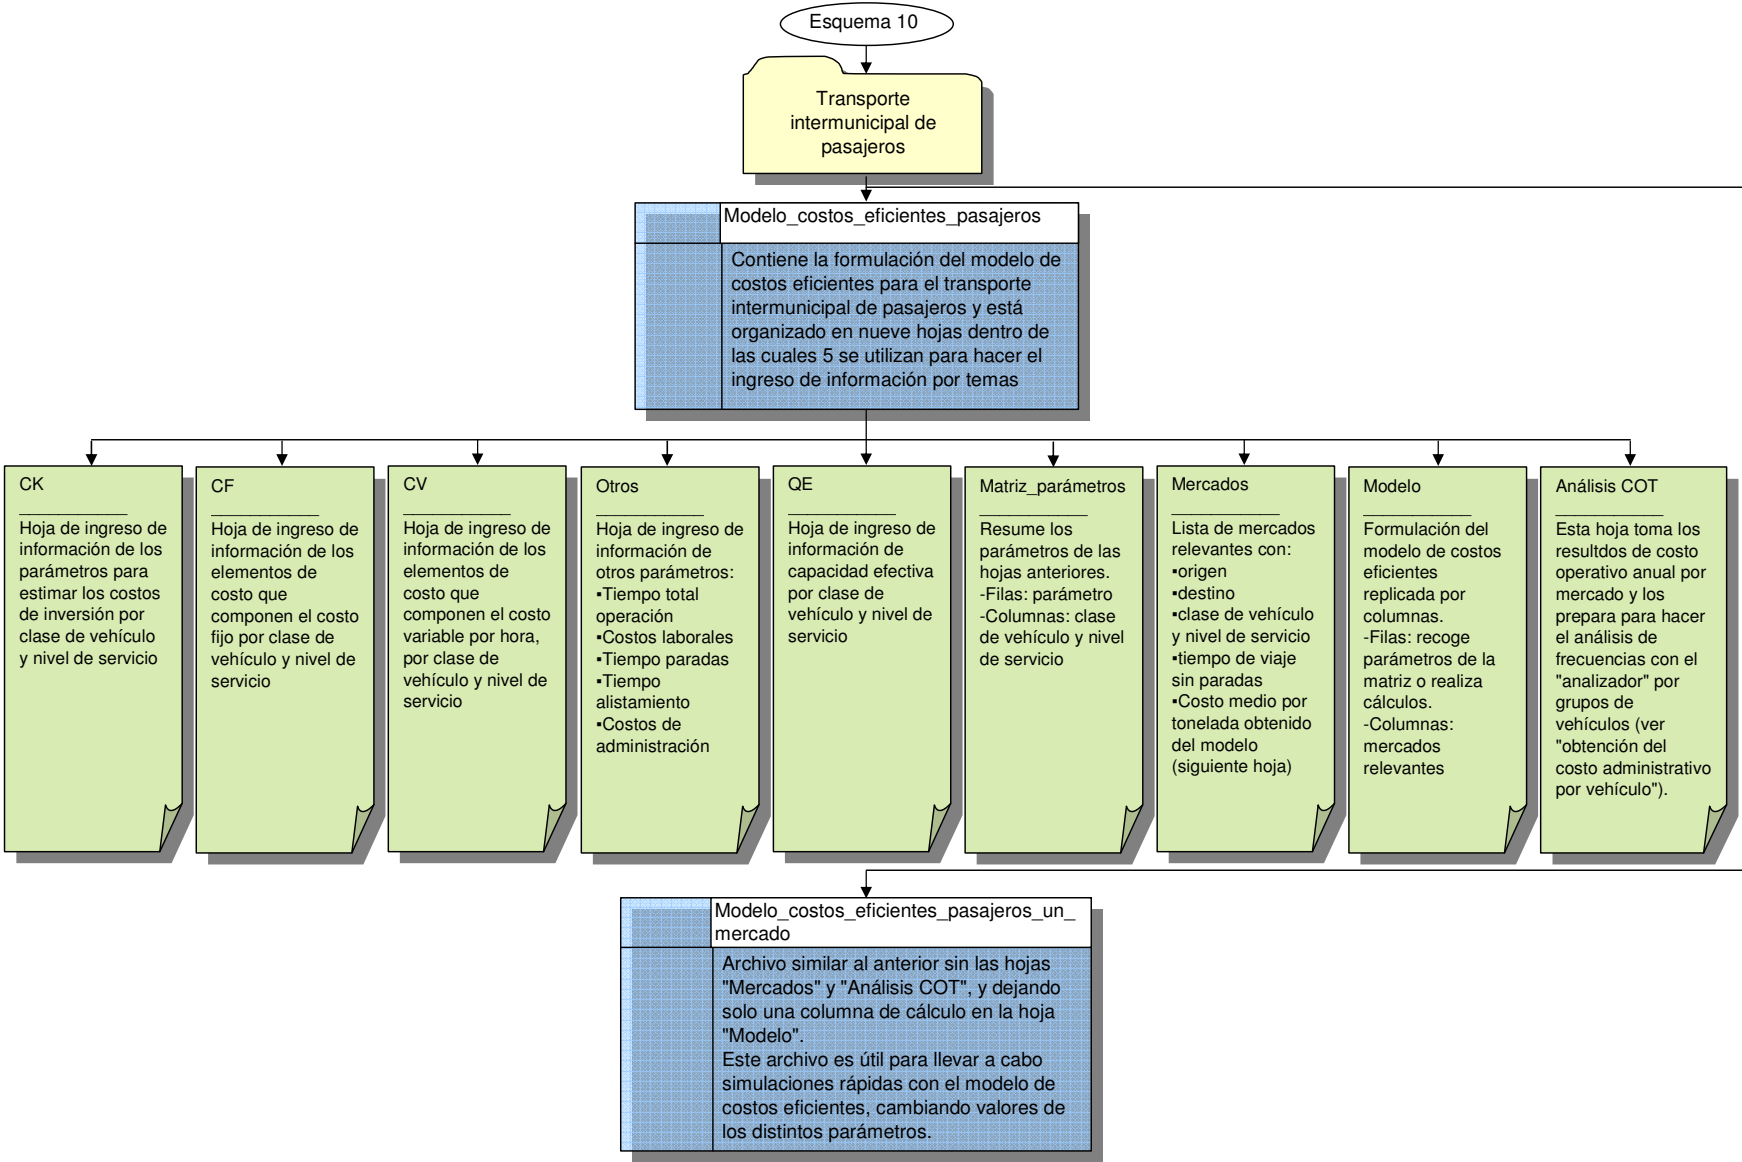 Esquema 10
Transporte
intermunicipal de
pasajeros
Modelo_costos_eficientes_pasajeros
Contiene la formulación del modelo de
costos eficientes para el transporte
intermunicipal de pasajeros y está
organizado en nueve hojas dentro de
las cuales 5 se utilizan para hacer el
ingreso de información por temas
CK
Hoja de ingreso de
información de los
parámetros para
estimar los costos
de inversión por
clase de vehículo
y nivel de servicio
CF
Hoja de ingreso de
información de los
elementos de
costo que
componen el costo
fijo por clase de
vehículo y nivel de
servicio
CV
Hoja de ingreso de
información de los
elementos de
costo que
componen el costo
variable por hora,
por clase de
vehículo y nivel de
servicio
Otros
Hoja de ingreso de
información de
otros parámetros:
▪Tiempo total
operación
▪Costos laborales
▪Tiempo paradas
▪Tiempo
alistamiento
▪Costos de
administración
QE
Hoja de ingreso de
información de
capacidad efectiva
por clase de
vehículo y nivel de
servicio
Matriz_parámetros
Resume los
parámetros de las
hojas anteriores.
-Filas: parámetro
-Columnas: clase
de vehículo y nivel
de servicio
Mercados
Lista de mercados
relevantes con:
▪origen
▪destino
▪clase de vehículo
y nivel de servicio
▪tiempo de viaje
sin paradas
▪Costo medio por
tonelada obtenido
del modelo
(siguiente hoja)
Modelo
Formulación del
modelo de costos
eficientes
replicada por
columnas.
-Filas: recoge
parámetros de la
matriz o realiza
cálculos.
-Columnas:
mercados
relevantes
Análisis COT
Esta hoja toma los
resultdos de costo
operativo anual por
mercado y los
prepara para hacer
el análisis de
frecuencias con el
"analizador" por
grupos de
vehículos (ver
"obtención del
costo administrativo
por vehículo").
Modelo_costos_eficientes_pasajeros_un_
mercado
Archivo similar al anterior sin las hojas
"Mercados" y "Análisis COT", y dejando
solo una columna de cálculo en la hoja
"Modelo".
Este archivo es útil para llevar a cabo
simulaciones rápidas con el modelo de
costos eficientes, cambiando valores de
los distintos parámetros.